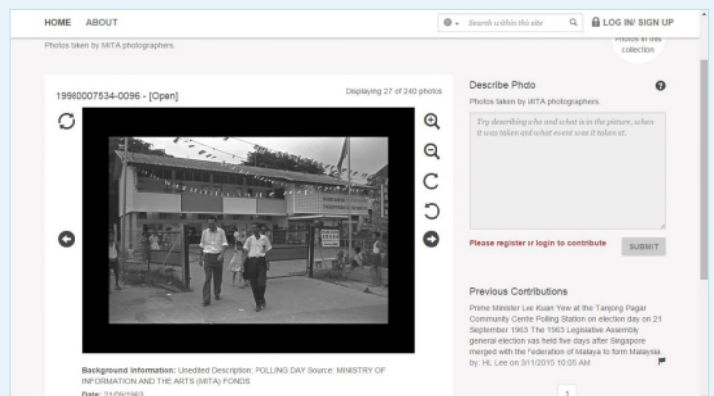 HOME ABOUT
Search within this site
LOG IN/ SIGN UP
Photos taken by MITA photographers.
Photos in this
collection
19980007534-0096 - [Open]
Displaying 27 of 240 photos
Describe Photo
Photos taken by MITA photographers.
Try describing who and what is in the picture, when
it was taken and what event was it taken at.
Please register or login to contribute
SUBMIT
Previous Contributions
Prime Minister Lee Kuan Yew at the Tanjong Pagar
Community Centre Polling Station on election day on 21
September 1963 The 1963 Legislative Assembly
general election was held five days after Singapore
merged with the Federation of Malaya to form Malaysia.
by: HL Lee on 3/11/2015 10:05 AM
1
Background Information: Unedited Description: POLLING DAY Source: MINISTRY OF
INFORMATION AND THE ARTS (MITA) FONDS
Date: 21/09/1963